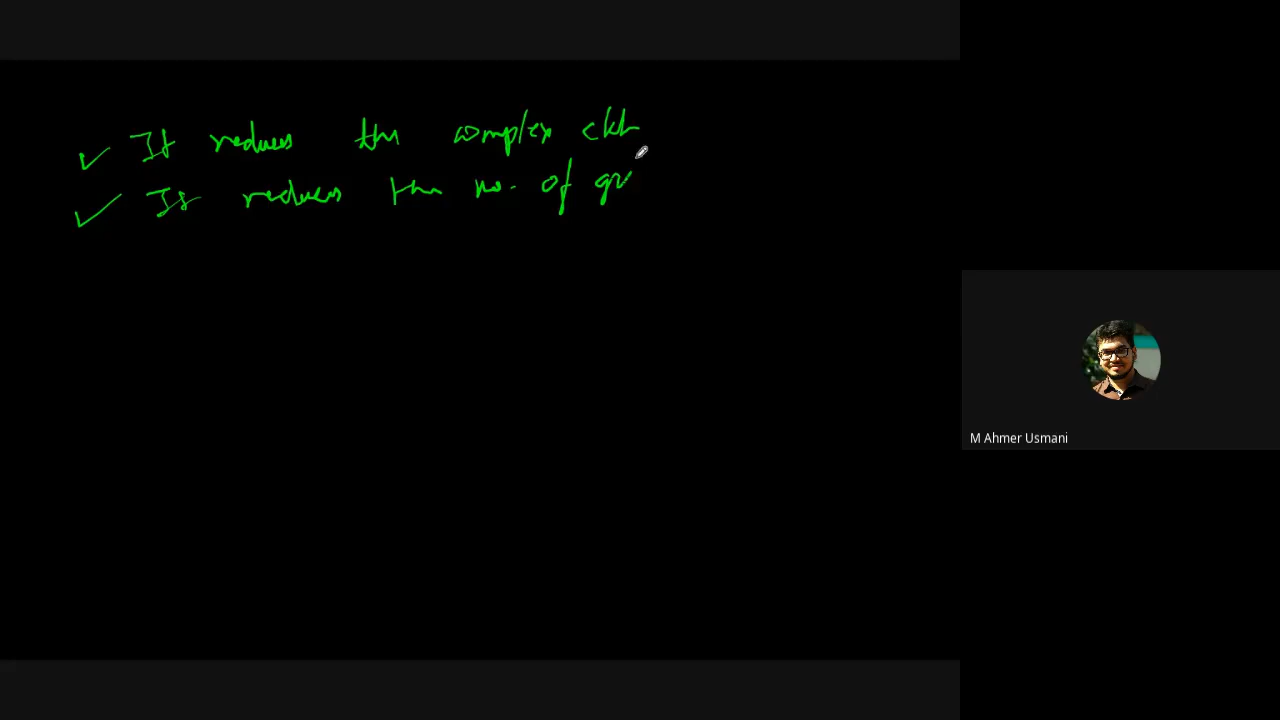 ✓ It reduces the complex ckt
✓ It reduces the no. of
M Ahmer Usmani